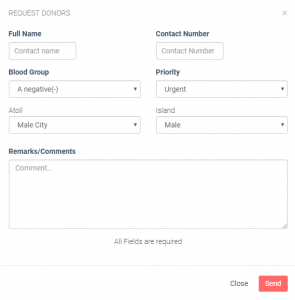 REQUEST DONORS ×
Full Name Contact Number
Contact name Contact Number
Blood Group Priority
A negative(-) Urgent
Atoll Island
Male City Male
Remarks/Comments
Comment...
All Fields are required
Close Send